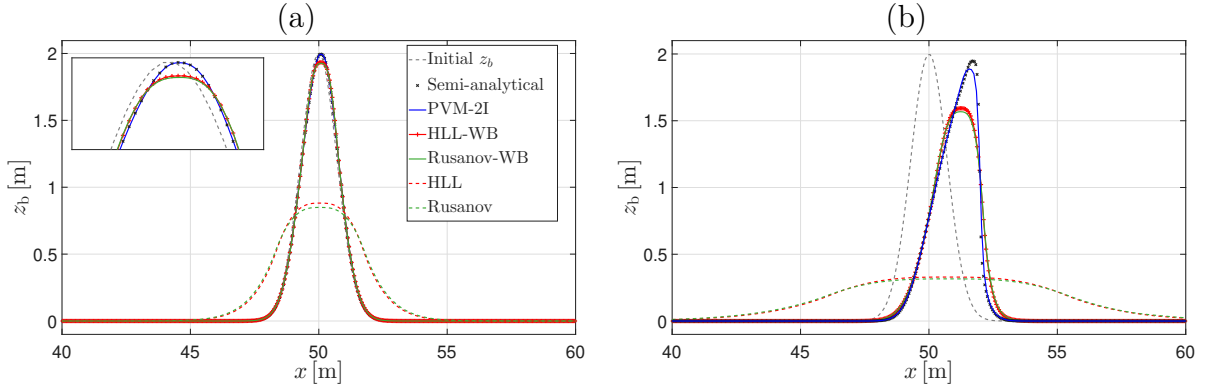 (a)
(b)
2
1.5
1
0.5
0
z_b [m]
40
45
50
55
60
x [m]
Initial z_b
Semi-analytical
PVM-2I
HLL-WB
Rusanov-WB
HLL
Rusanov
2
1.5
1
0.5
0
z_b [m]
40
45
50
55
60
x [m]